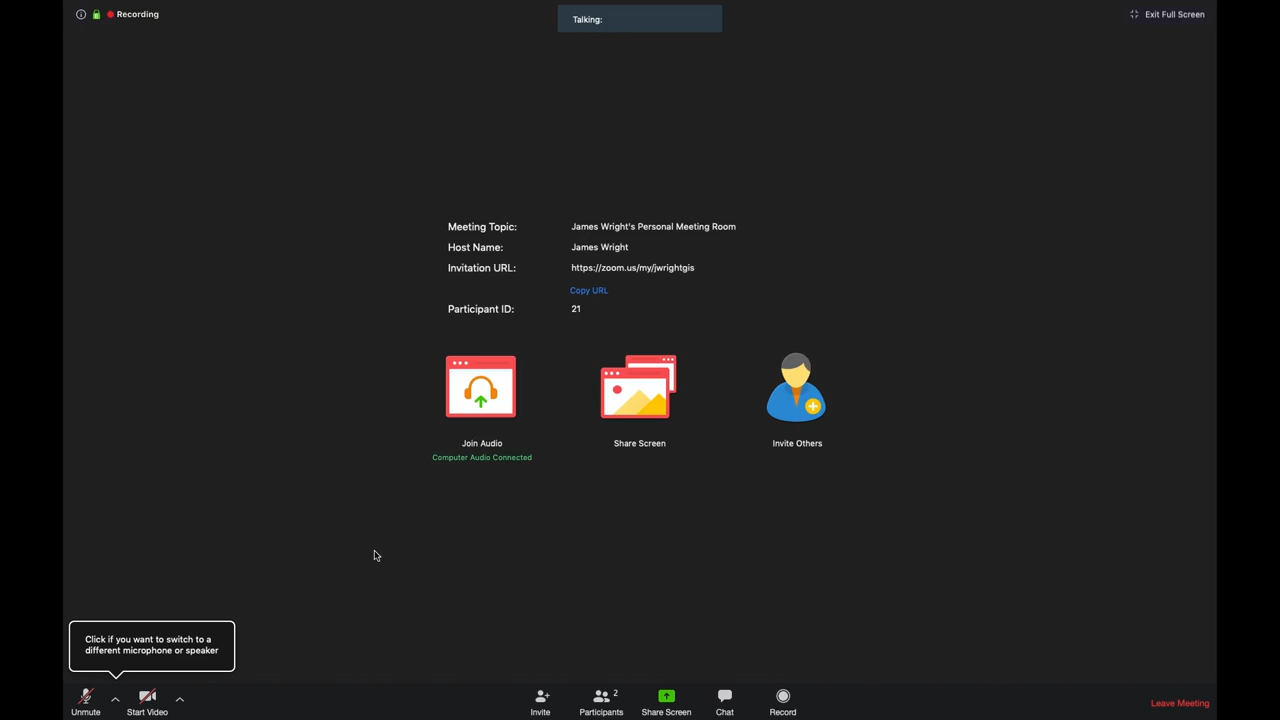 Recording
Talking:
Exit Full Screen
Meeting Topic: James Wright's Personal Meeting Room
Host Name: James Wright
Invitation URL: https://zoom.us/my/jwrightgis
Copy URL
Participant ID: 21
Join Audio
Computer Audio Connected
Share Screen
Invite Others
Click if you want to switch to a
different microphone or speaker
Unmute
Start Video
Invite
2
Participants
Share Screen
Chat
Record
Leave Meeting